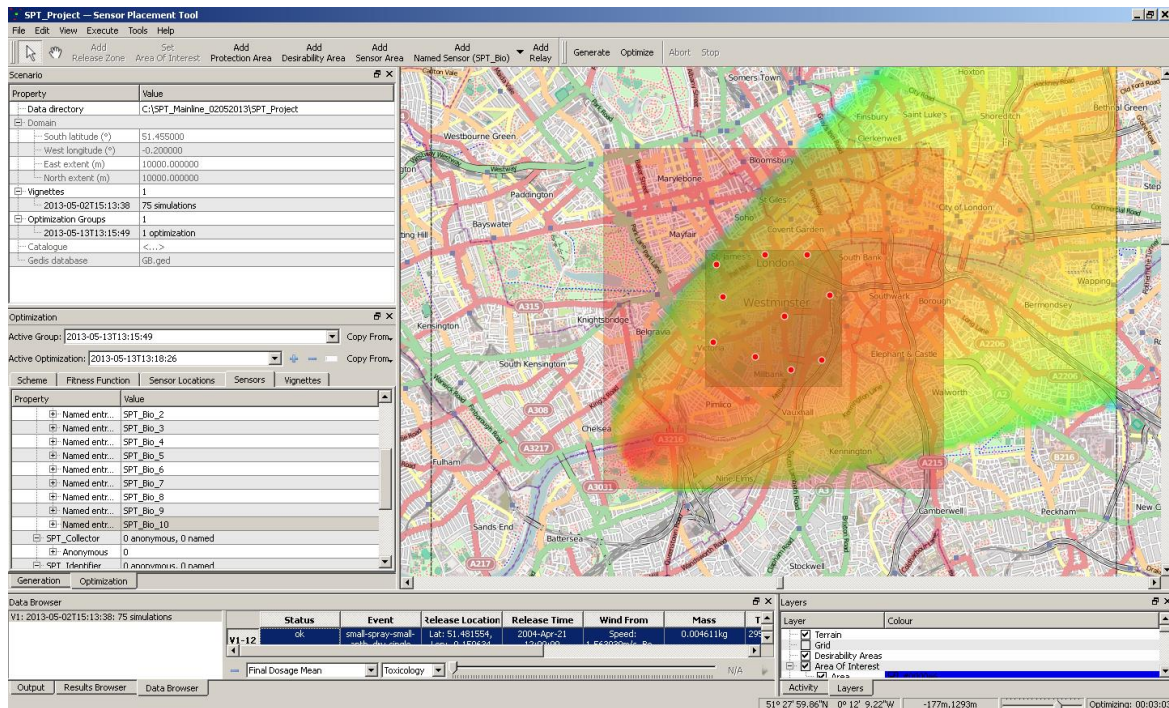 SPT_Project — Sensor Placement Tool
File Edit View Execute Tools Help
Add Release Zone
Set Area Of Interest
Add Protection Area
Add Desirability Area
Add Sensor Area
Add Named Sensor (SPT_Bio)
Add Relay
Generate Optimize Abort Stop
Scenario
Property Value
Data directory C:\SPT_Mainline_02052013\SPT_Project
Domain
South latitude (°) 51.455000
West longitude (°) -0.200000
East extent (m) 10000.000000
North extent (m) 10000.000000
Vignettes 1
2013-05-02T15:13:38 75 simulations
Optimization Groups 1
2013-05-13T13:15:49 1 optimization
Catalogue <...>
Gedis database GB.ged
Optimization
Active Group: 2013-05-13T13:15:49 Copy From
Active Optimization: 2013-05-13T13:18:26 Copy From
Scheme Fitness Function Sensor Locations Sensors Vignettes
Property Value
Named entr... SPT_Bio_2
Named entr... SPT_Bio_3
Named entr... SPT_Bio_4
Named entr... SPT_Bio_5
Named entr... SPT_Bio_6
Named entr... SPT_Bio_7
Named entr... SPT_Bio_8
Named entr... SPT_Bio_9
Named entr... SPT_Bio_10
SPT_Collector 0 anonymous, 0 named
Anonymous 0
SPT_Identifier 0 anonymous, 0 named
Generation Optimization
Somers Town
Hoxton
City Road
Finsbury
Saint Luke's
Shoreditch
Bethnal Green
Clerkenwell
Westbourne Green
Bloomsbury
Marylebone
Paddington
St Giles
City of London
Commercial Road
Soho
Covent Garden
Bayswater
Mayfair
St James's
London
South Bank
Wapping
A315
Westminster
Southwark
Borough
Bermondsey
Knightsbridge
Kensington
Belgravia
A2206
South Kensington
Victoria
Elephant & Castle
Millbank
A2206
A308
Pimlico
Walworth
Vauxhall
Chelsea
A3217
A3216
Kennington
Fulham
A215
B216
A3031
Nine Elms
A3
Camberwell
Peckham
Sands End
Battersea
Stockwell
A217
Data Browser
V1: 2013-05-02T15:13:38: 75 simulations
Status Event Release Location Release Time Wind From Mass
V1-12 ok small-spray-small- Lat: 51.481554, 2004-Apr-21 Speed: 0.004611kg
Final Dosage Mean Toxicology N/A
Output Results Browser Data Browser
Layers
Layer Colour
Terrain
Grid
Desirability Areas
Area Of Interest
Area
Activity Layers
51° 27' 59.86"N 0° 12' 9.22"W -177m,1293m Optimizing: 00:03:03